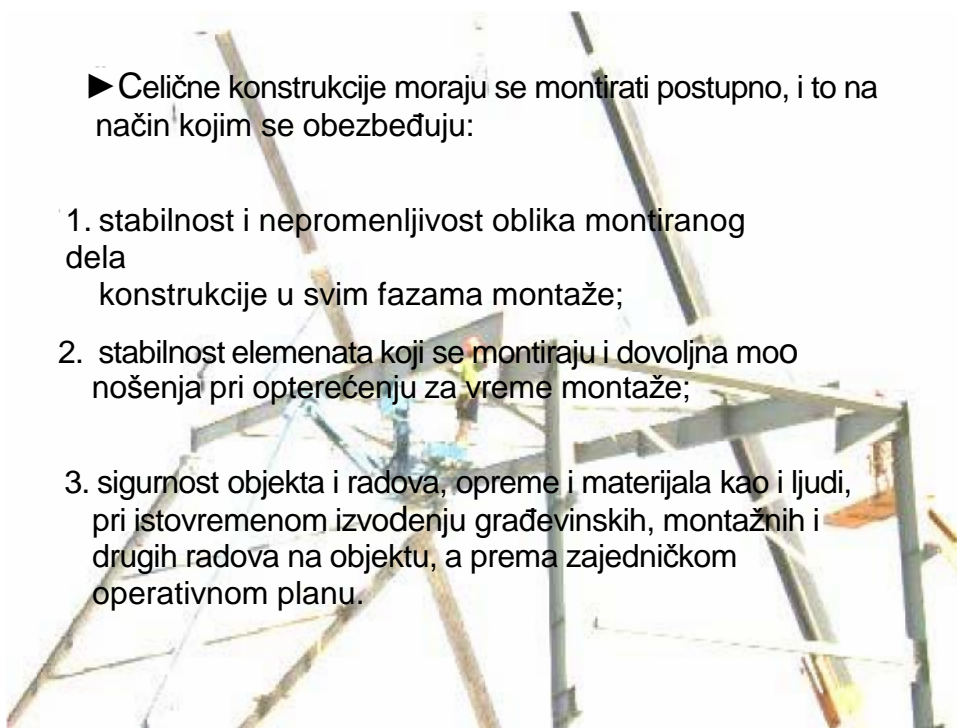 ►Celične konstrukcije moraju se montirati postupno, i to na
način kojim se obezbeđuju:
1. stabilnost i nepromenljivost oblika montiranog
dela
konstrukcije u svim fazama montaže;
2. stabilnost elemenata koji se montiraju i dovoljna moo
nošenja pri opterećenju za vreme montaže;
3. sigurnost objekta i radova, opreme i materijala kao i ljudi,
pri istovremenom izvođenju građevinskih, montažnih i
drugih radova na objektu, a prema zajedničkom
operativnom planu.